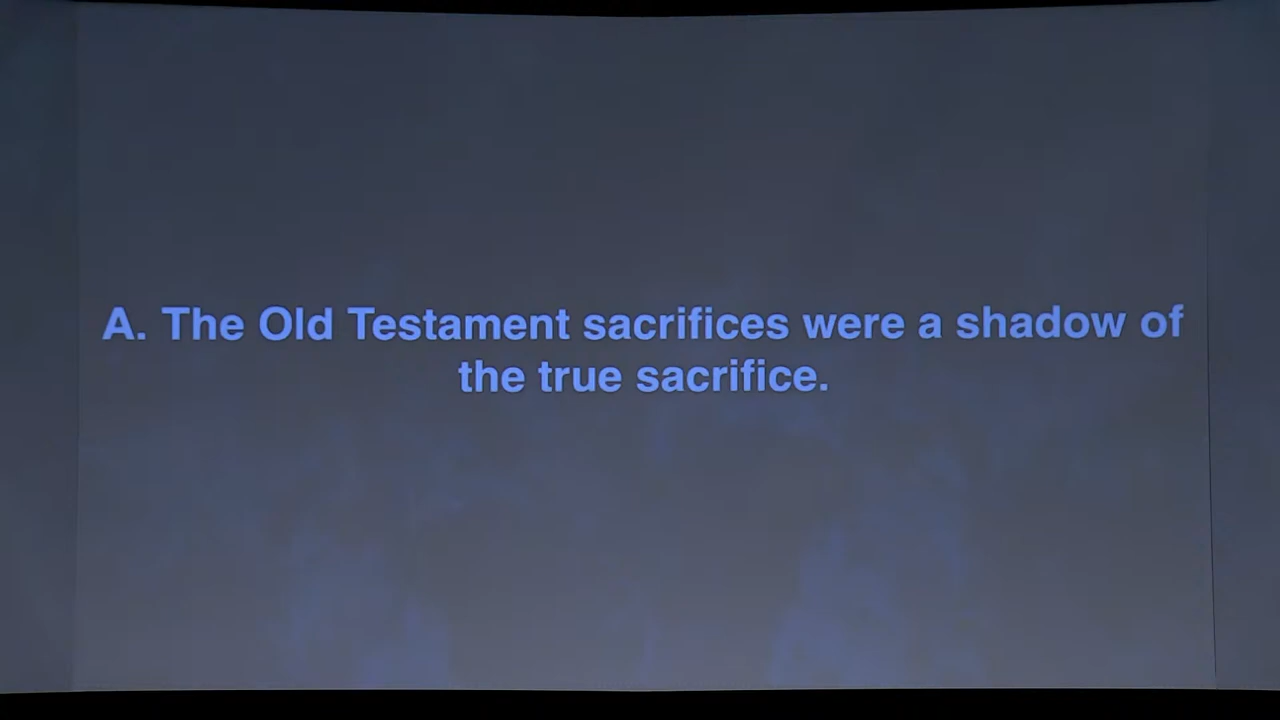 A. The Old Testament sacrifices were a shadow of
the true sacrifice.